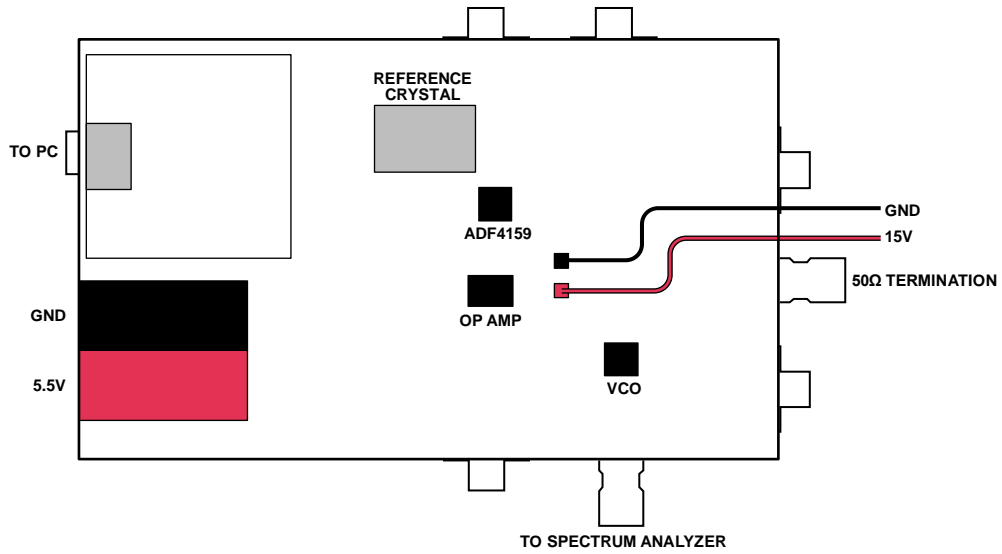 REFERENCE
CRYSTAL
TO PC
ADF4159
GND
15V
50Ω TERMINATION
OP AMP
GND
5.5V
VCO
TO SPECTRUM ANALYZER